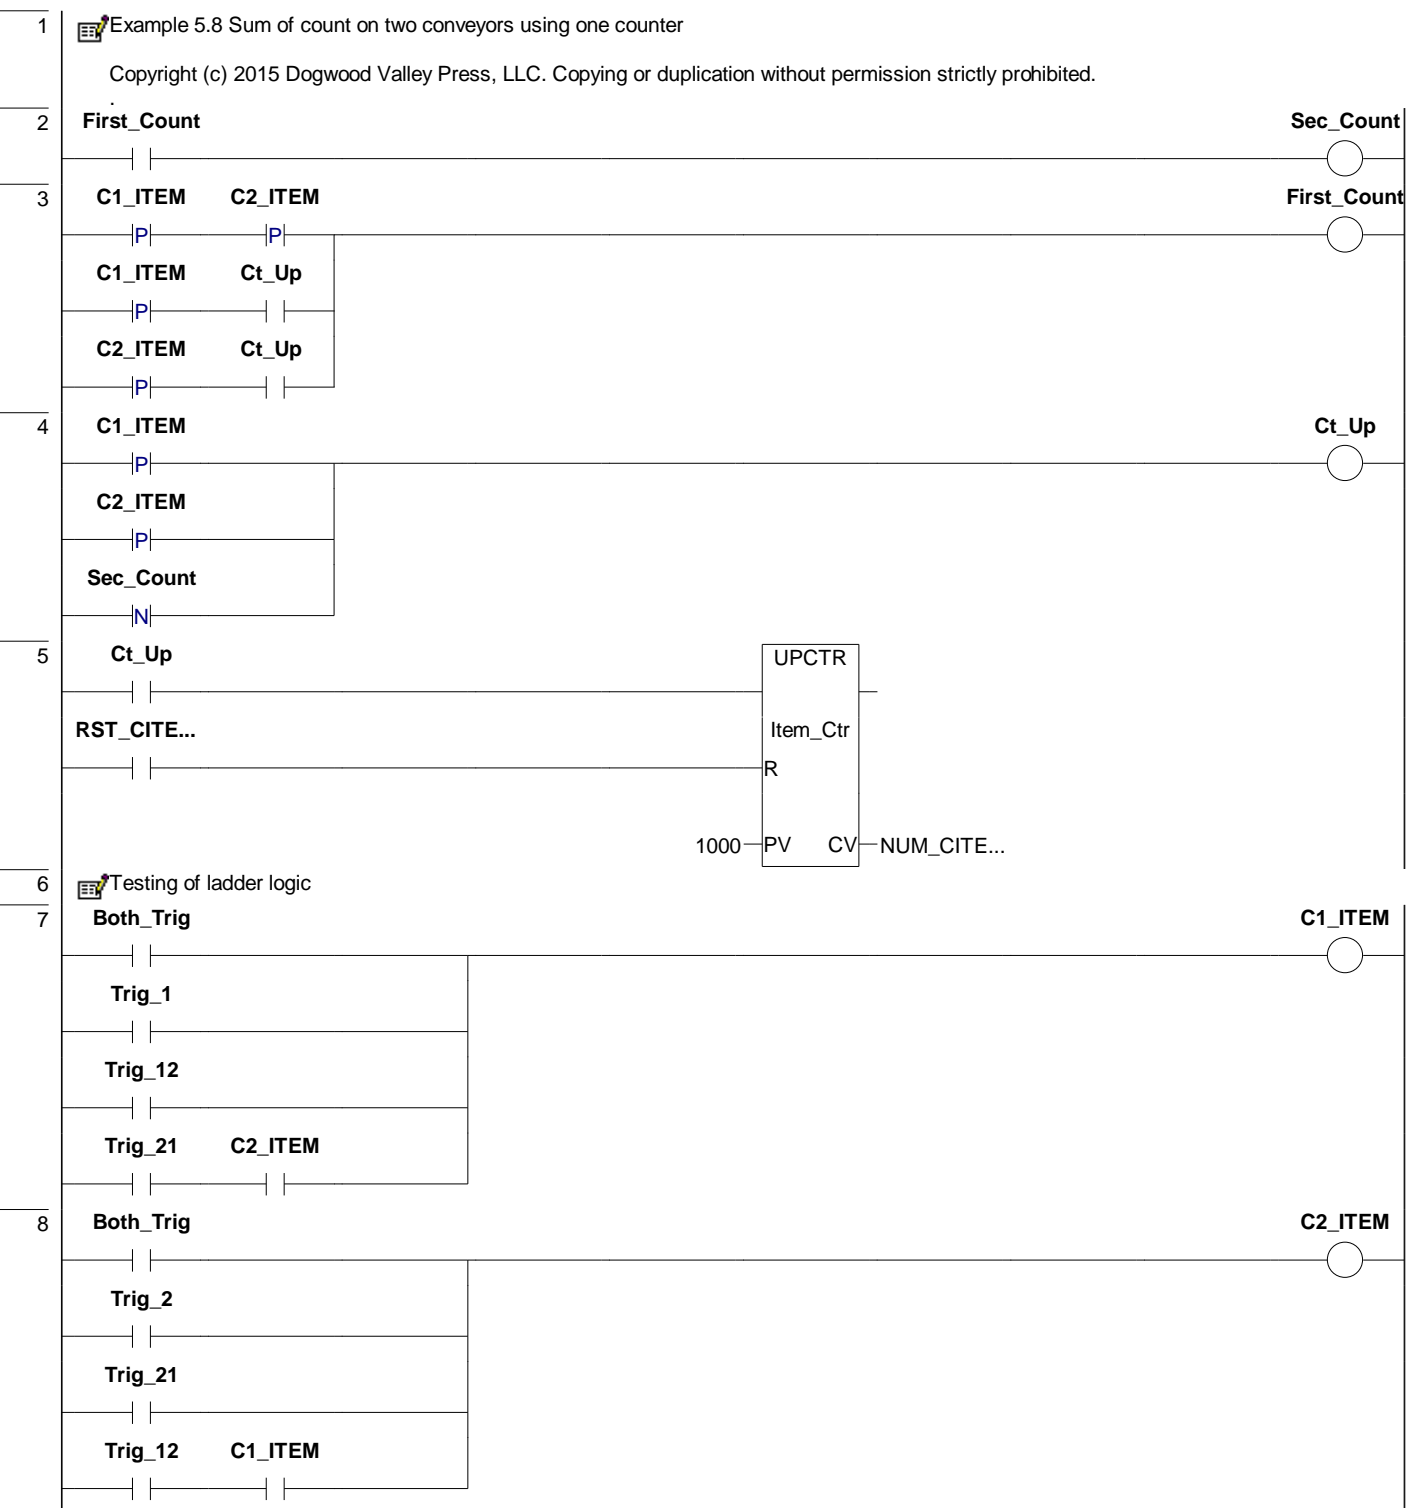 1
Example 5.8 Sum of count on two conveyors using one counter
Copyright (c) 2015 Dogwood Valley Press, LLC. Copying or duplication without permission strictly prohibited.
.
2
First_Count Sec_Count
3
C1_ITEM C2_ITEM First_Count
P P
C1_ITEM Ct_Up
P
C2_ITEM Ct_Up
P
4
C1_ITEM Ct_Up
P
C2_ITEM
P
Sec_Count
N
5
Ct_Up UPCTR
RST_CITE... Item_Ctr
R
1000 PV CV NUM_CITE...
6
Testing of ladder logic
7
Both_Trig C1_ITEM
Trig_1
Trig_12
Trig_21 C2_ITEM
8
Both_Trig C2_ITEM
Trig_2
Trig_21
Trig_12 C1_ITEM